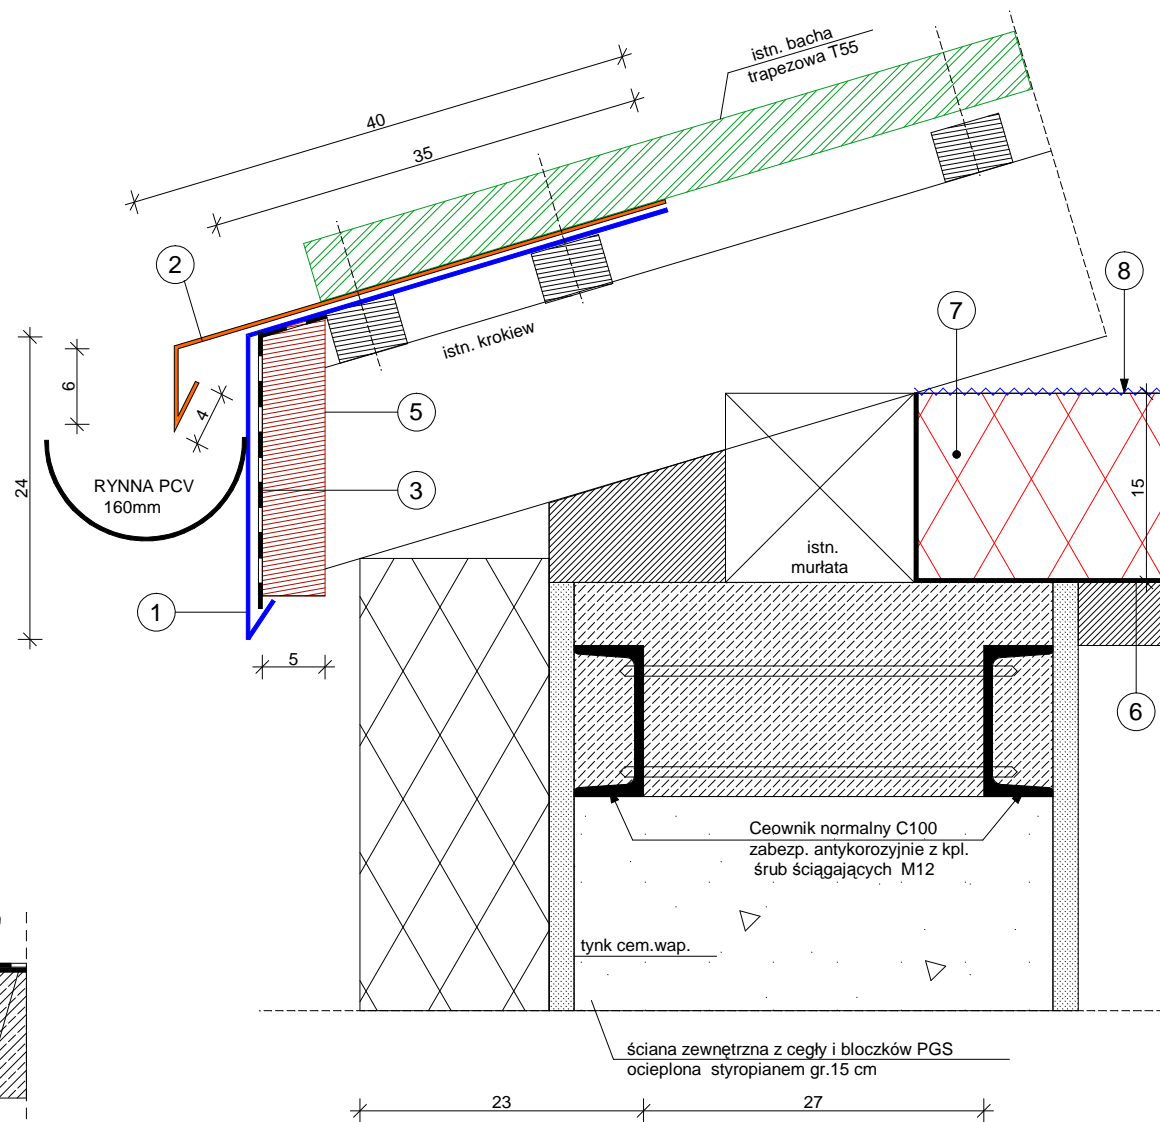 istn. bacha
trapezowa T55
40
35
2
8
7
istn. krokiew
6
4
5
24
RYNNA PCV
160mm
3
15
istn.
murłata
1
5
6
Ceownik normalny C100
zabezp. antykorozyjnie z kpl.
śrub ściągających M12
tynk cem.wap.
ściana zewnętrzna z cegły i bloczków PGS
ocieplona styropianem gr.15 cm
23
27